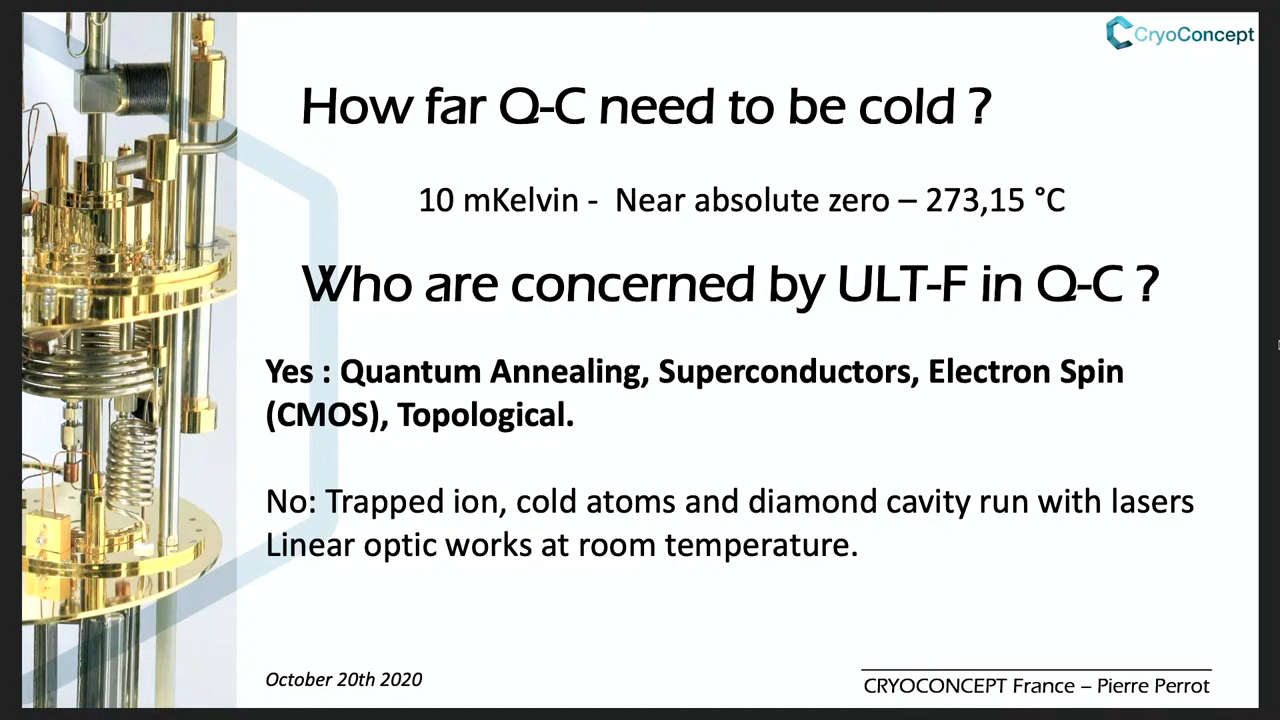 CryoConcept
How far Q-C need to be cold ?
10 mKelvin - Near absolute zero – 273,15 °C
Who are concerned by ULT-F in Q-C ?
Yes : Quantum Annealing, Superconductors, Electron Spin
(CMOS), Topological.
No: Trapped ion, cold atoms and diamond cavity run with lasers
Linear optic works at room temperature.
October 20th 2020
CRYOCONCEPT France – Pierre Perrot